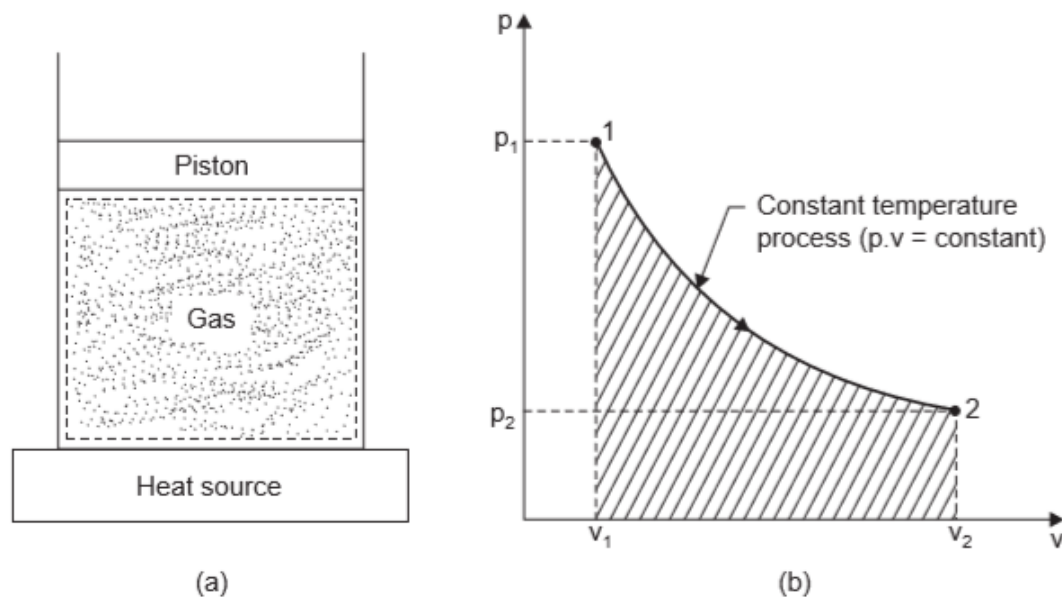 Piston
Gas
Heat source
(a)
p
p₁
1
Constant temperature
process (p.v = constant)
p₂
2
v₁
v₂
v
(b)